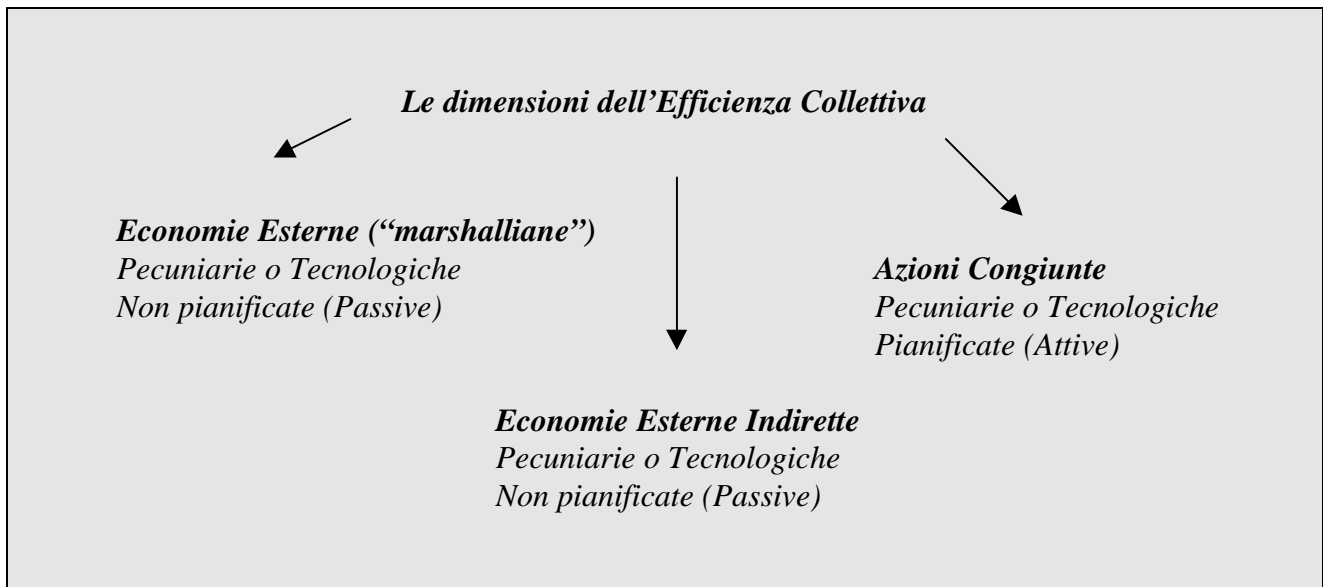 Le dimensioni dell’Efficienza Collettiva
Economie Esterne (“marshalliane”)
Pecuniarie o Tecnologiche
Non pianificate (Passive)
Azioni Congiunte
Pecuniarie o Tecnologiche
Pianificate (Attive)
Economie Esterne Indirette
Pecuniarie o Tecnologiche
Non pianificate (Passive)